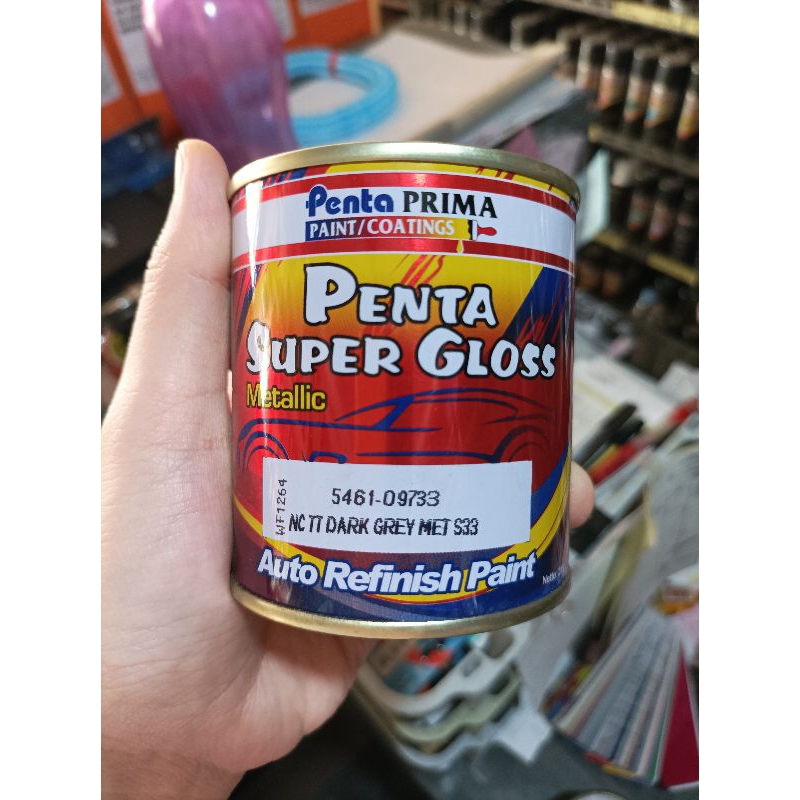 Penta PRIMA
PAINT/COATINGS
PENTA
SUPER GLOSS
Metallic
WF1264
5461-09733
NC TT DARK GREY MET S33
Auto Refinish Paint
Netto